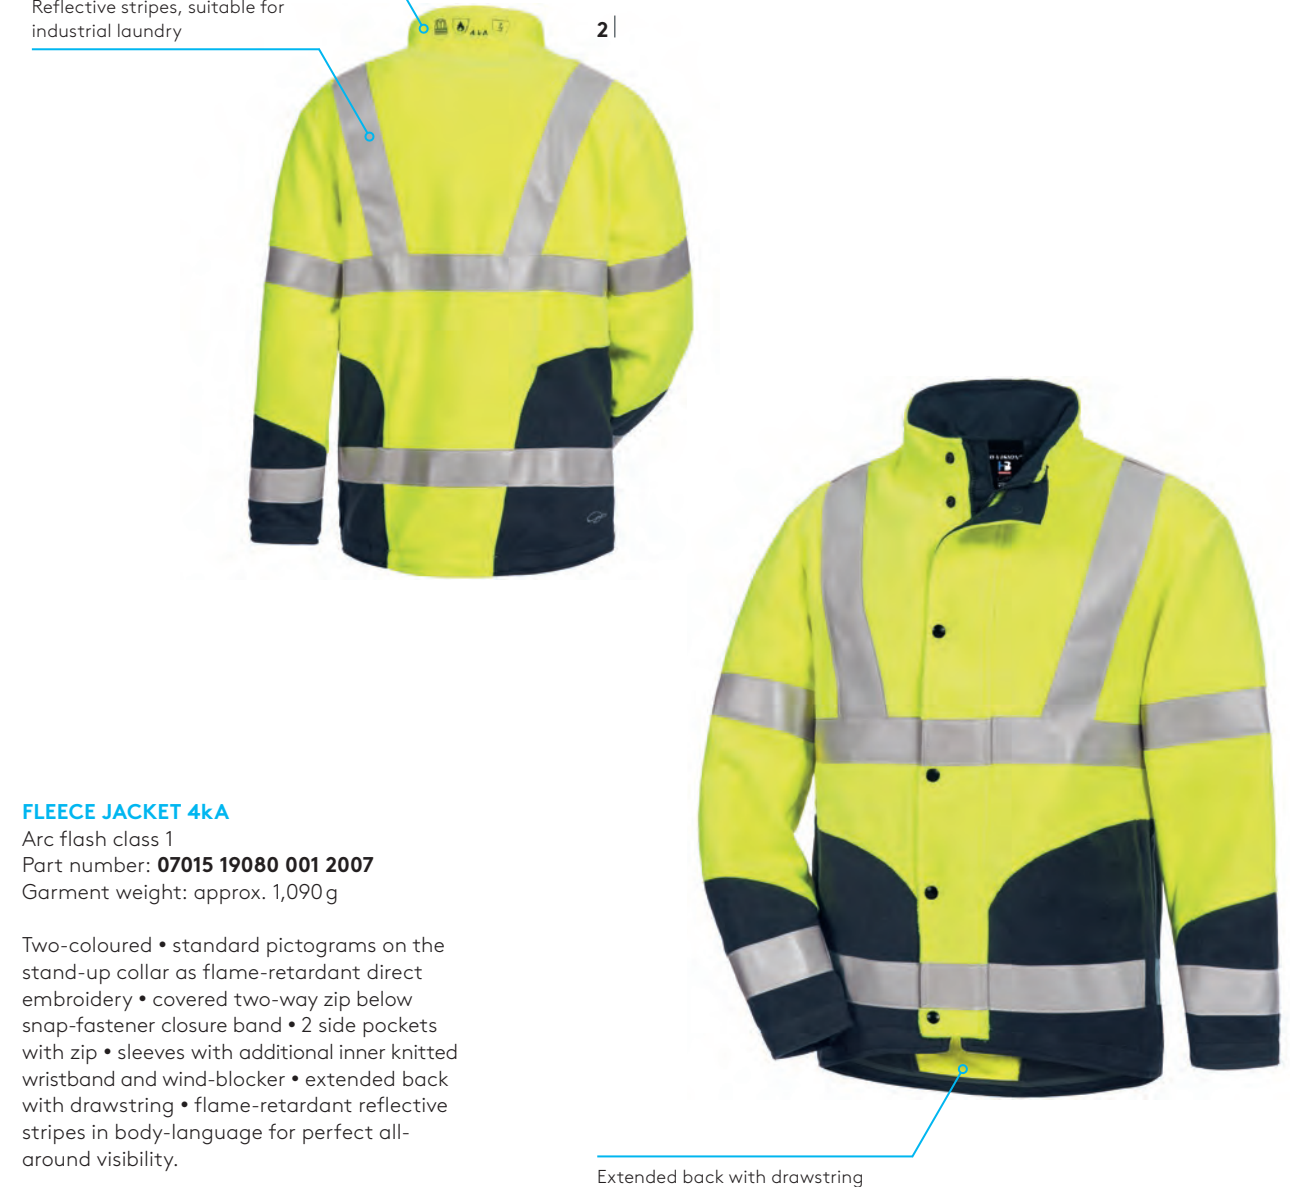 Reflective stripes, suitable for
industrial laundry
2
4kA
FLEECE JACKET 4kA
Arc flash class 1
Part number: 07015 19080 001 2007
Garment weight: approx. 1,090 g
Two-coloured • standard pictograms on the
stand-up collar as flame-retardant direct
embroidery • covered two-way zip below
snap-fastener closure band • 2 side pockets
with zip • sleeves with additional inner knitted
wristband and wind-blocker • extended back
with drawstring • flame-retardant reflective
stripes in body-language for perfect all-
around visibility.
Extended back with drawstring